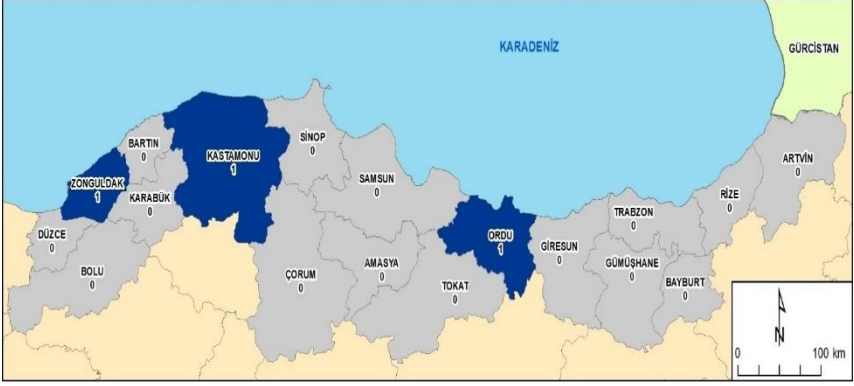 KARADENİZ
GÜRCİSTAN
BARTIN
0
KASTAMONU
1
SİNOP
0
ZONGULDAK
1
KARABÜK
0
SAMSUN
0
ARTVİN
0
RİZE
0
TRABZON
0
DÜZCE
0
ORDU
1
GİRESUN
0
BOLU
0
ÇORUM
0
AMASYA
0
TOKAT
0
GÜMÜŞHANE
0
BAYBURT
0
N
0
100 km